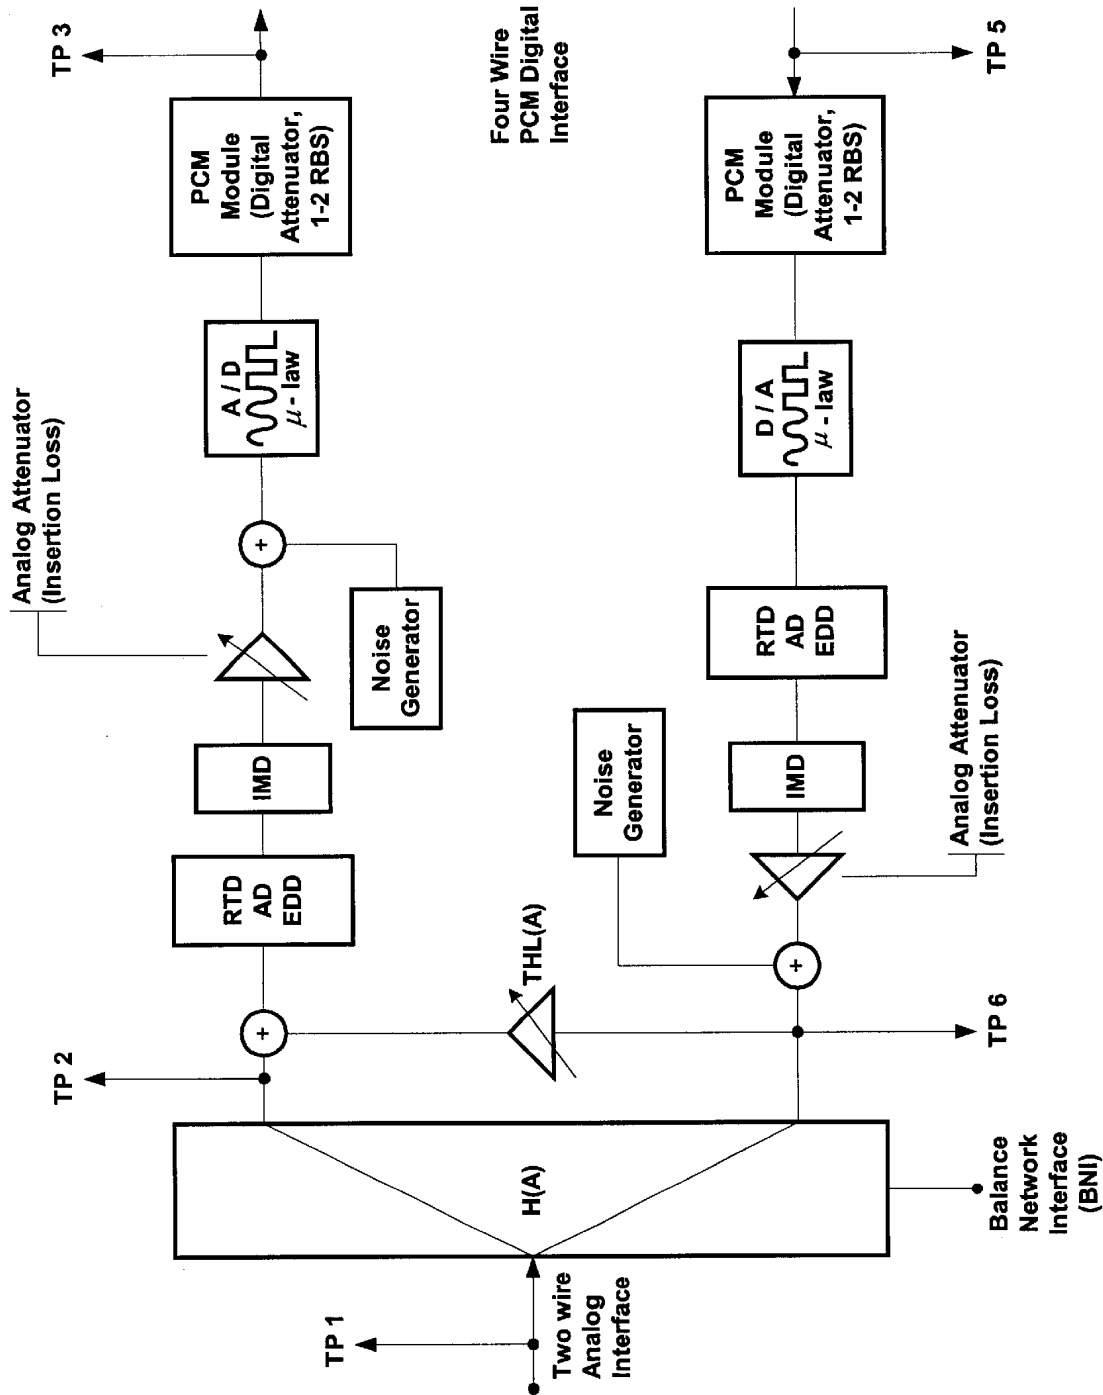 TP 1
Two wire
Analog
Interface
H(A)
Balance
Network
Interface
(BNI)
TP 2
+
RTD
AD
EDD
IMD
Analog Attenuator
(Insertion Loss)
+
Noise
Generator
A / D
μ - law
PCM
Module
(Digital
Attenuator,
1-2 RBS)
TP 3
THL(A)
Four Wire
PCM Digital
Interface
TP 6
+
Noise
Generator
Analog Attenuator
(Insertion Loss)
IMD
RTD
AD
EDD
D / A
μ - law
PCM
Module
(Digital
Attenuator,
1-2 RBS)
TP 5